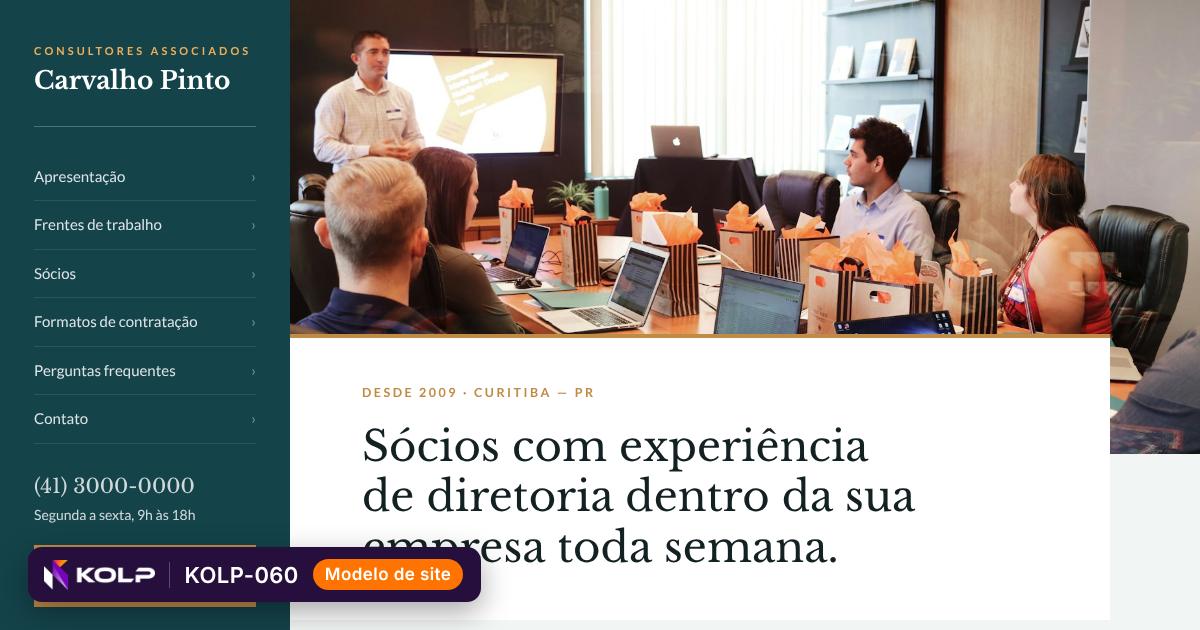 CONSULTORES ASSOCIADOS
Carvalho Pinto
Apresentação
Frentes de trabalho
Sócios
Formatos de contratação
Perguntas frequentes
Contato
(41) 3000-0000
Segunda a sexta, 9h às 18h
DESDE 2009 · CURITIBA — PR
Sócios com experiência
de diretoria dentro da sua
empresa toda semana.
KOLP
KOLP-060
Modelo de site